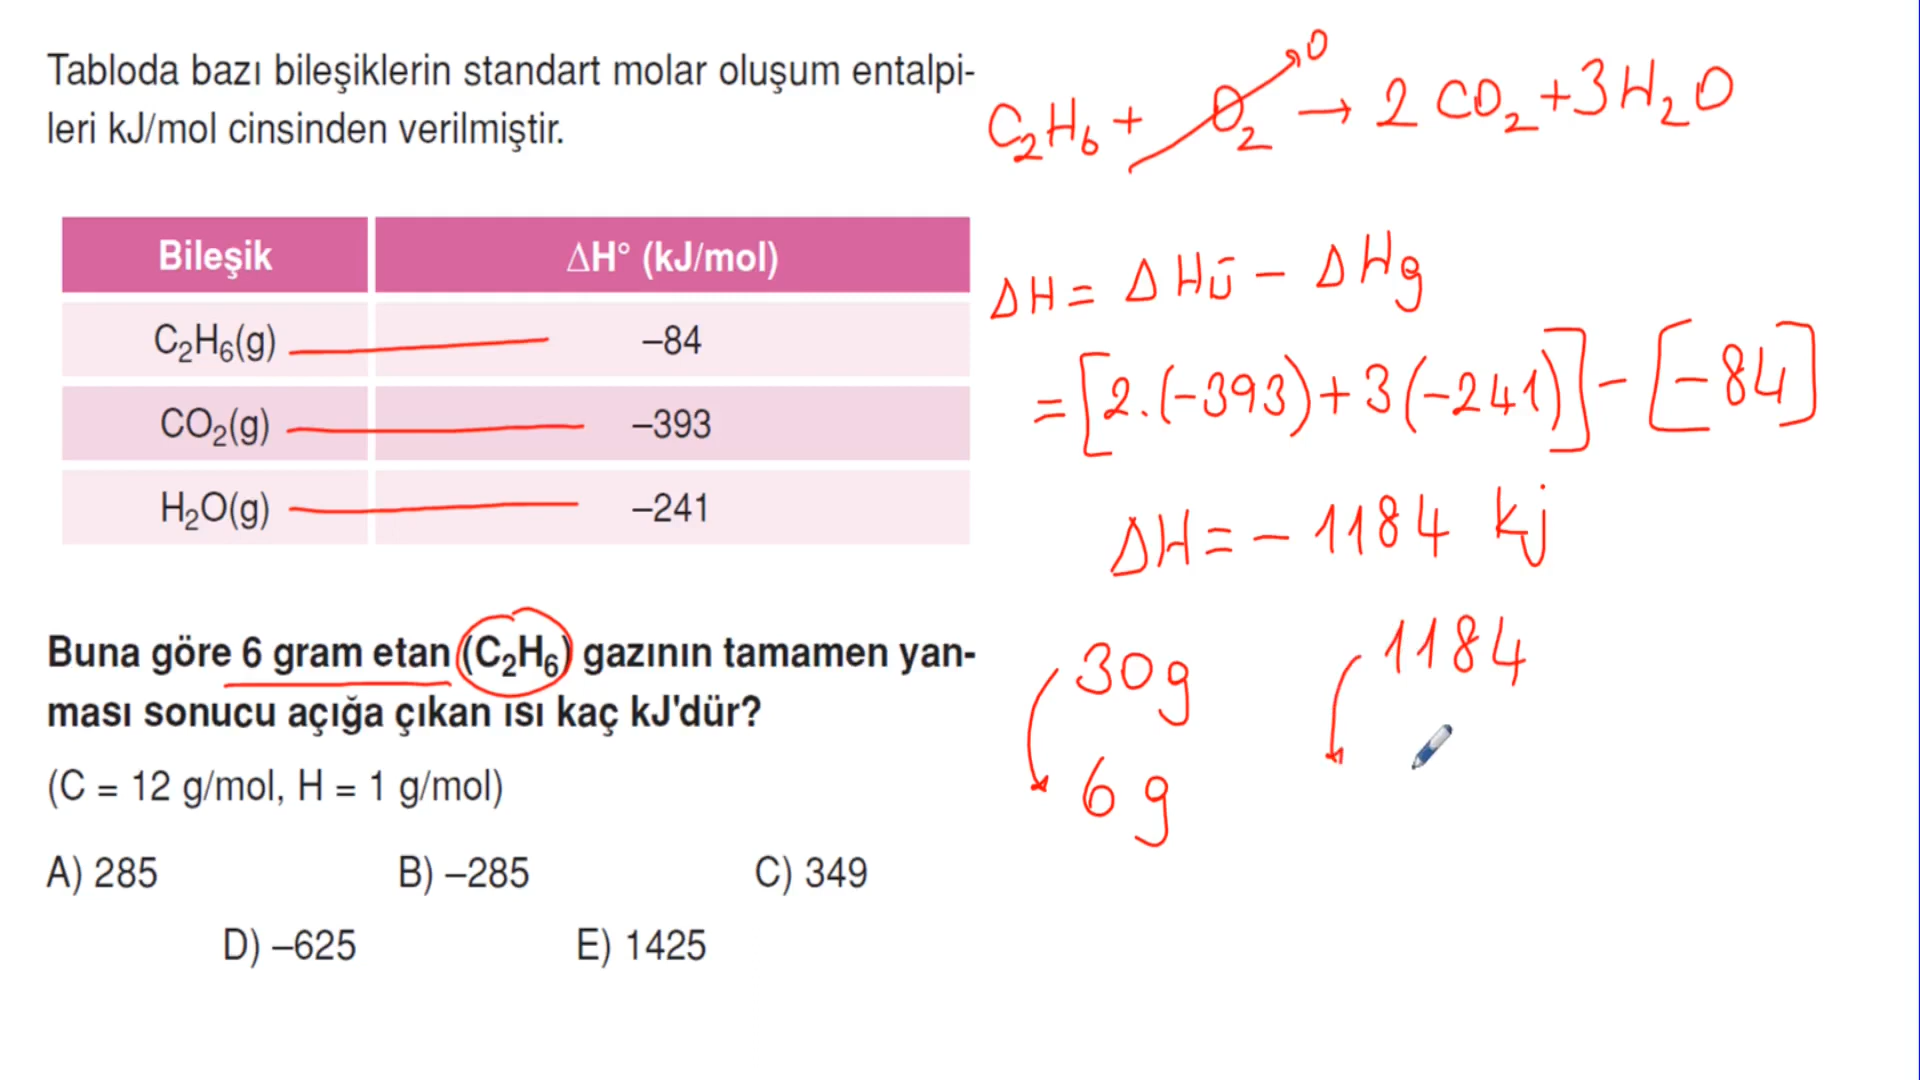 Tabloda bazı bileşiklerin standart molar oluşum entalpi-
leri kJ/mol cinsinden verilmiştir.
Bileşik ΔH° (kJ/mol)
C₂H₆(g) –84
CO₂(g) –393
H₂O(g) –241
Buna göre 6 gram etan (C₂H₆) gazının tamamen yan-
ması sonucu açığa çıkan ısı kaç kJ'dür?
(C = 12 g/mol, H = 1 g/mol)
A) 285 B) –285 C) 349
D) –625 E) 1425
C₂H₆ + O₂ → 2 CO₂ + 3H₂O
0
ΔH = ΔHü – ΔHg
= [2.(-393) + 3(-241)] – [-84]
ΔH = – 1184 kj
30g 1184
6 g